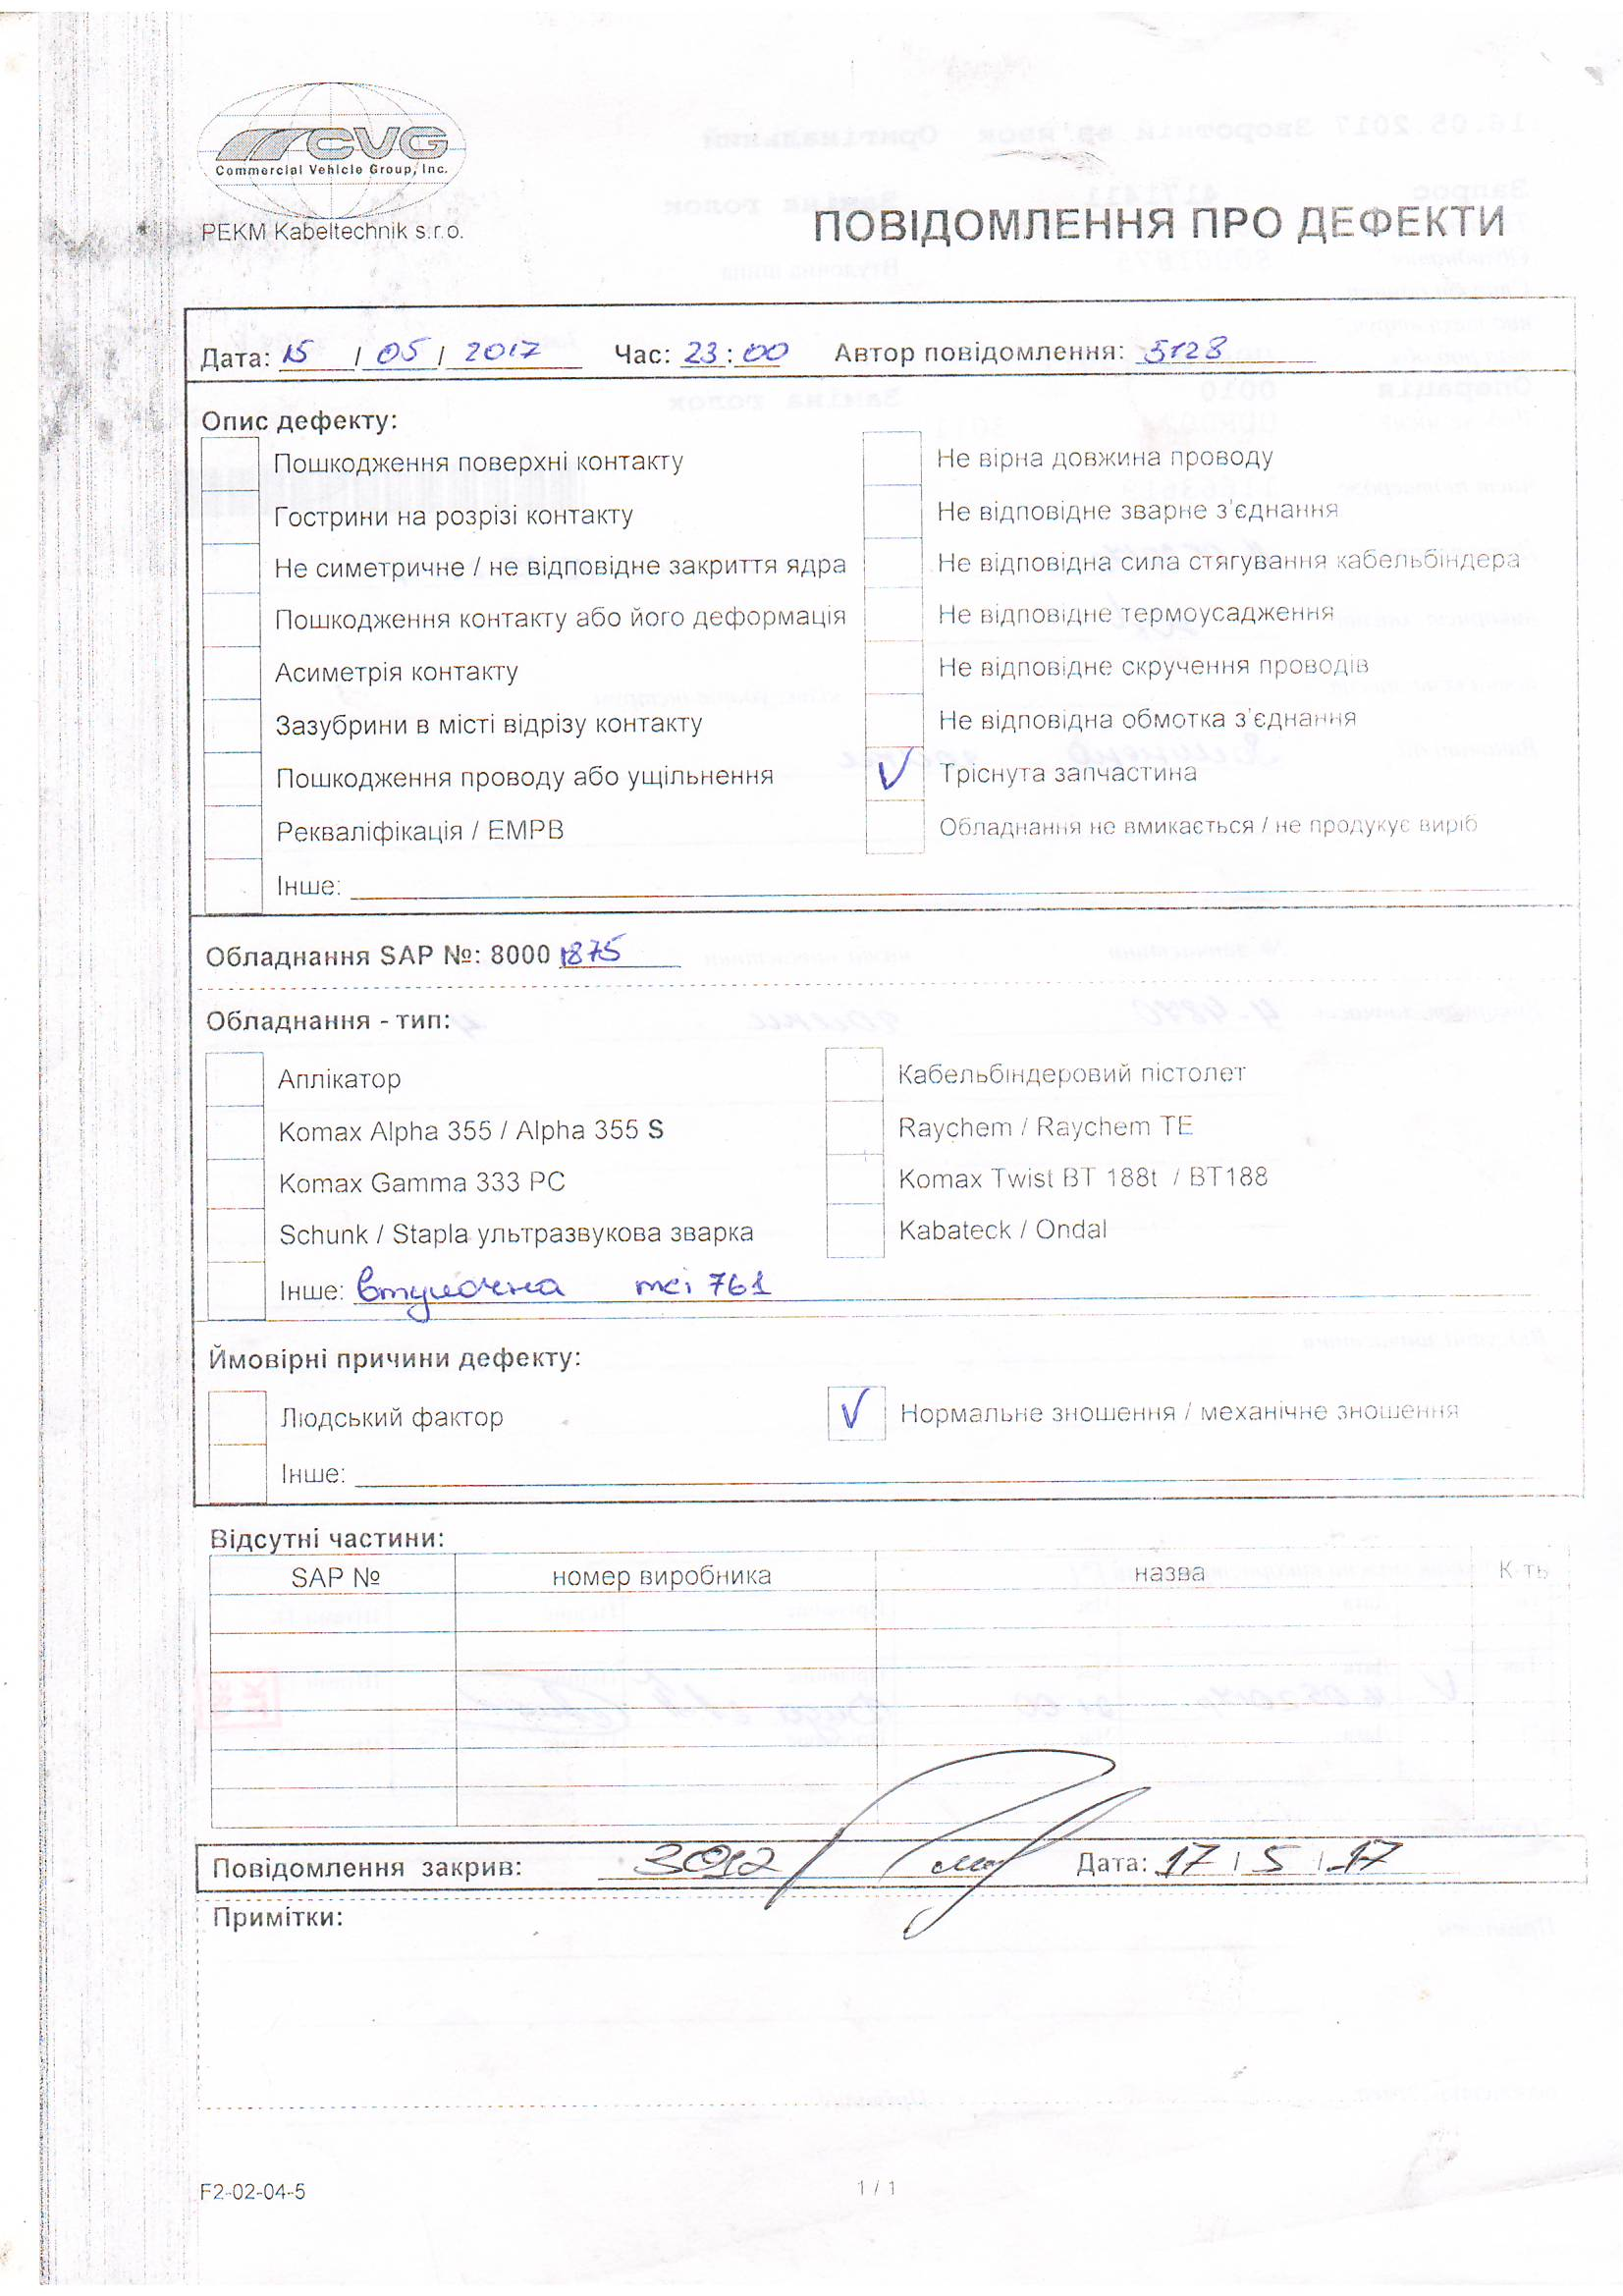 CVG
Commercial Vehicle Group, Inc.
PEKM Kabeltechnik s.r.o.
ПОВІДОМЛЕННЯ ПРО ДЕФЕКТИ
Дата: 15 / 05 / 2017 Час: 23 : 00 Автор повідомлення: 5128
Опис дефекту:
Пошкодження поверхні контакту
Не вірна довжина проводу
Гострини на розрізі контакту
Не відповідне зварне з'єднання
Не симетричне / не відповідне закриття ядра
Не відповідна сила стягування кабельбіндера
Пошкодження контакту або його деформація
Не відповідне термоусадження
Асиметрія контакту
Не відповідне скручення проводів
Зазубрини в місті відрізу контакту
Не відповідна обмотка з'єднання
Пошкодження проводу або ущільнення
V Тріснута запчастина
Рекваліфікація / EMPB
Обладнання не вмикається / не продукує виріб
Інше:
Обладнання SAP №: 8000 1875
Обладнання - тип:
Аплікатор
Кабельбіндеровий пістолет
Komax Alpha 355 / Alpha 355 S
Raychem / Raychem TE
Komax Gamma 333 PC
Komax Twist BT 188t / BT188
Schunk / Stapla ультразвукова зварка
Kabateck / Ondal
Інше: втулочна mci 761
Ймовірні причини дефекту:
Людський фактор
V Нормальне зношення / механічне зношення
Інше:
Відсутні частини:
SAP № номер виробника назва К-ть
Повідомлення закрив: 3012 Дата: 17 / 5 / 17
Примітки:
F2-02-04-5
1 / 1